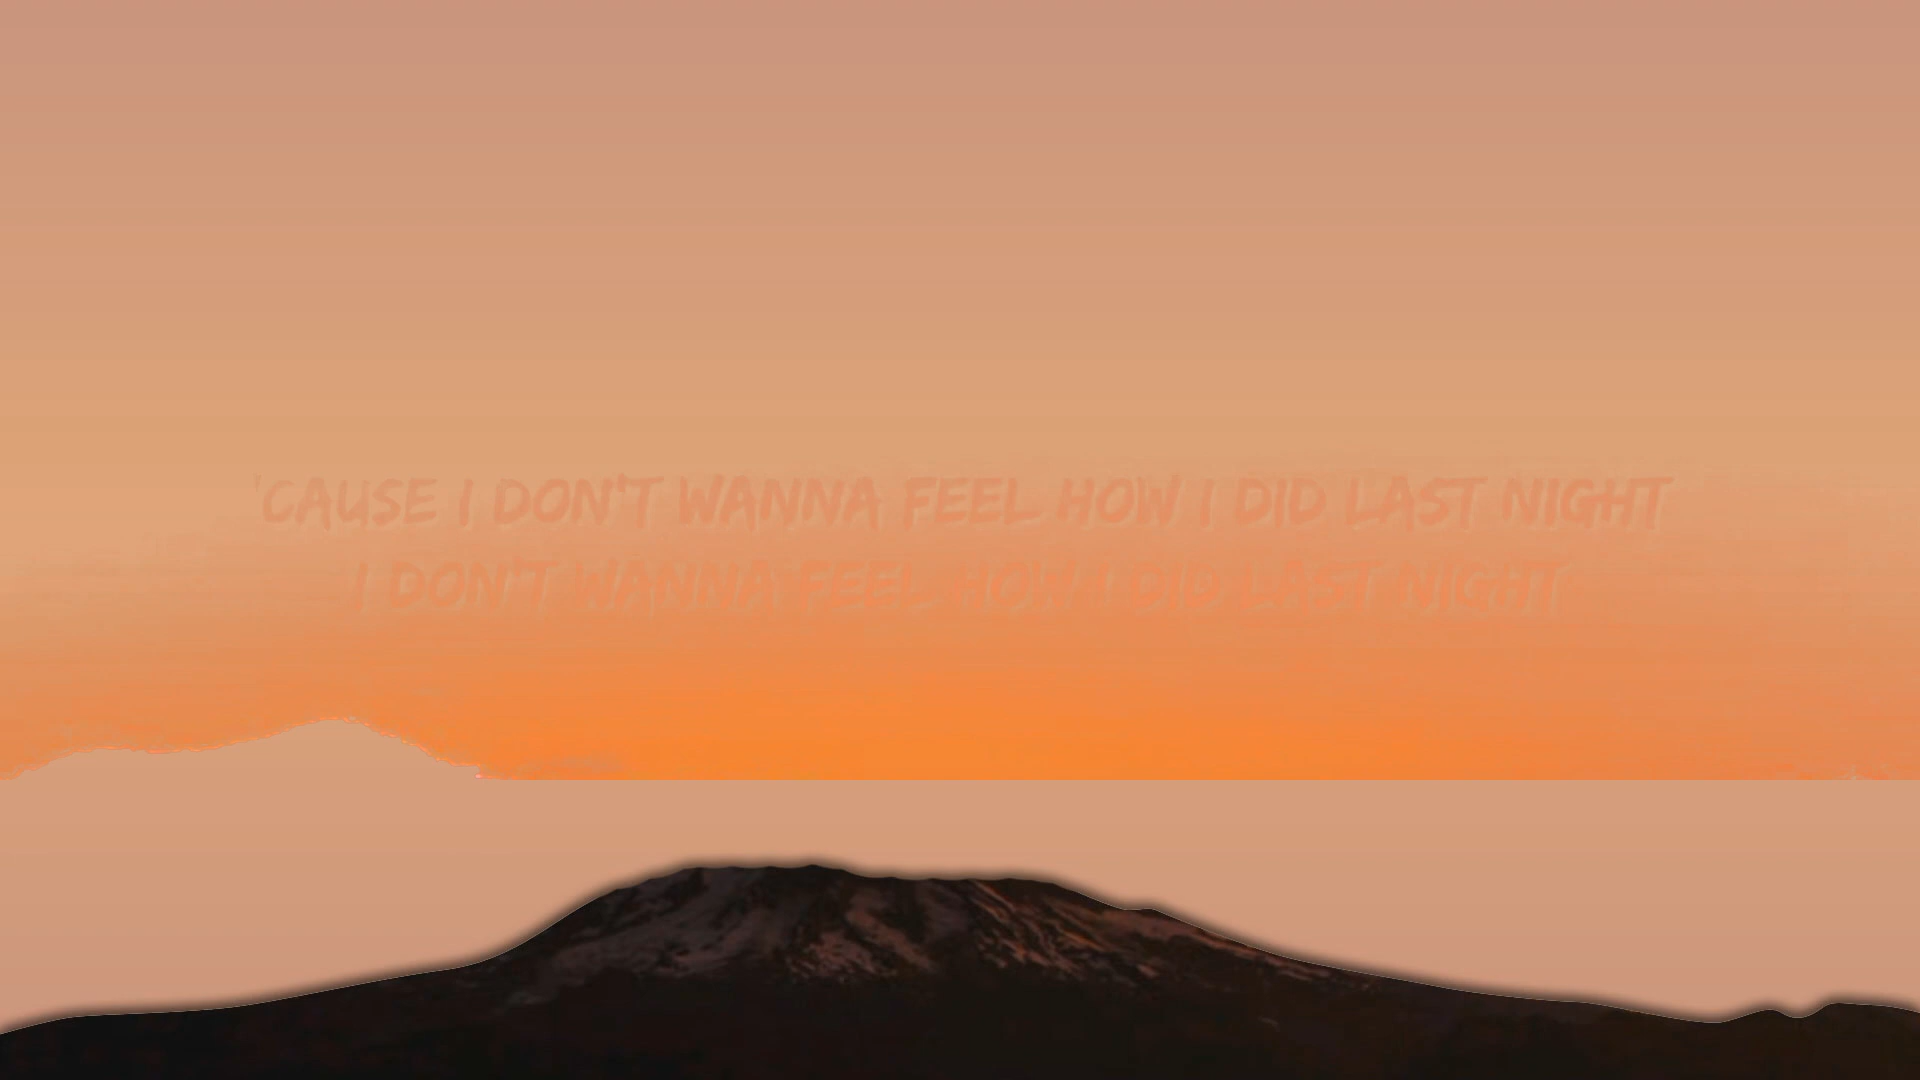 'CAUSE I DON'T WANNA FEEL HOW I DID LAST NIGHT
I DON'T WANNA FEEL HOW I DID LAST NIGHT